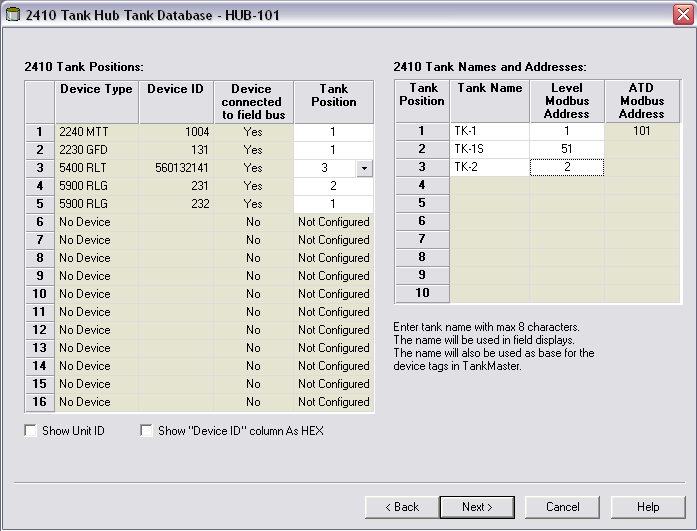 2410 Tank Hub Tank Database - HUB-101
2410 Tank Positions:
Device Type Device ID Device connected to field bus Tank Position
1 2240 MTT 1004 Yes 1
2 2230 GFD 131 Yes 1
3 5400 RLT 560132141 Yes 3
4 5900 RLG 231 Yes 2
5 5900 RLG 232 Yes 1
6 No Device No Not Configured
7 No Device No Not Configured
8 No Device No Not Configured
9 No Device No Not Configured
10 No Device No Not Configured
11 No Device No Not Configured
12 No Device No Not Configured
13 No Device No Not Configured
14 No Device No Not Configured
15 No Device No Not Configured
16 No Device No Not Configured
Show Unit ID Show "Device ID" column As HEX
2410 Tank Names and Addresses:
Tank Position Tank Name Level Modbus Address ATD Modbus Address
1 TK-1 1 101
2 TK-1S 51
3 TK-2 2
4
5
6
7
8
9
10
Enter tank name with max 8 characters.
The name will be used in field displays.
The name will also be used as base for the
device tags in TankMaster.
< Back Next > Cancel Help